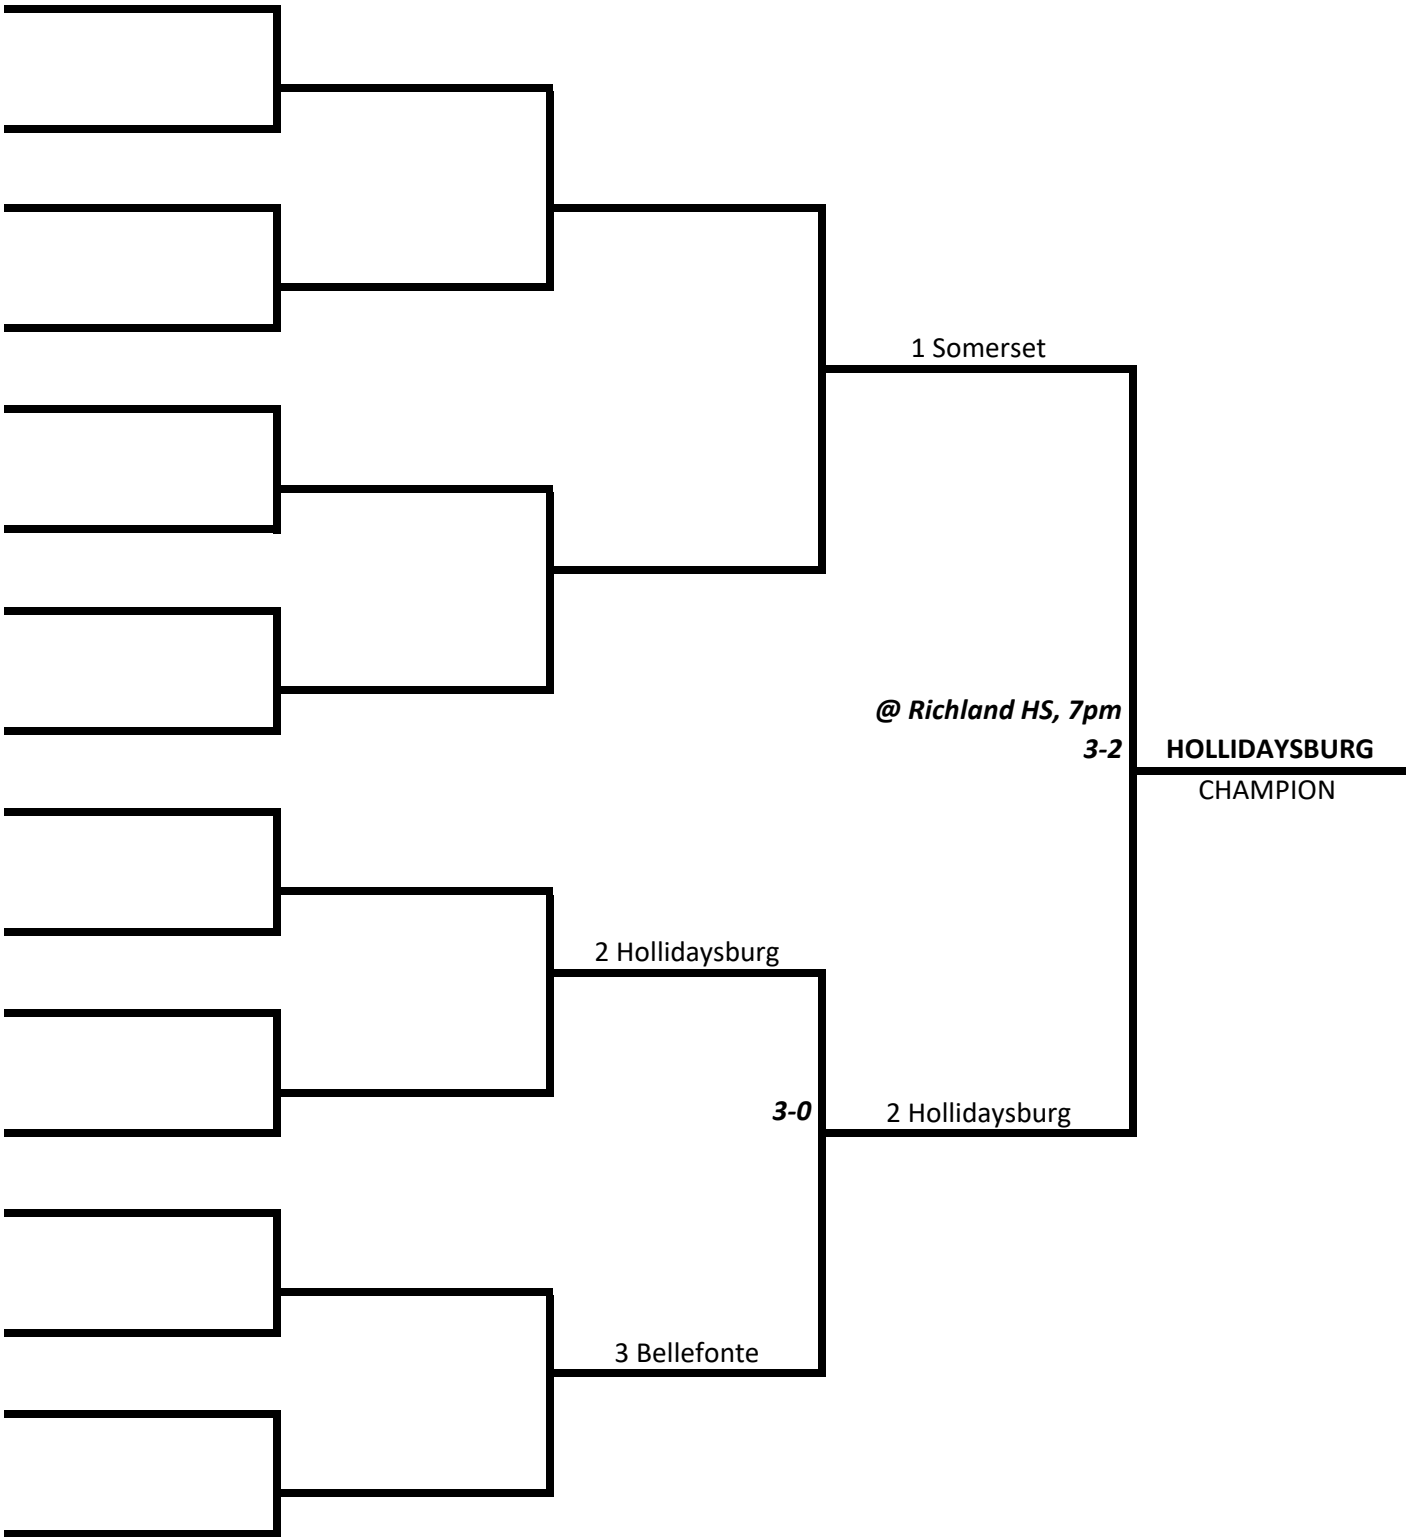 1 Somerset
@ Richland HS, 7pm
3-2
HOLLIDAYSBURG
CHAMPION
2 Hollidaysburg
3-0
2 Hollidaysburg
3 Bellefonte